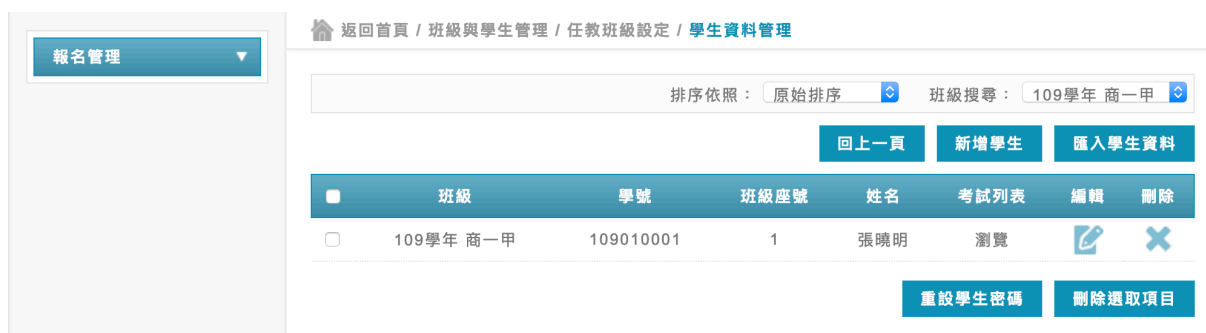 返回首頁 / 班級與學生管理 / 任教班級設定 / 學生資料管理
報名管理
排序依照： 原始排序 班級搜尋： 109學年 商一甲
回上一頁 新增學生 匯入學生資料
班級 學號 班級座號 姓名 考試列表 編輯 刪除
109學年 商一甲 109010001 1 張曉明 瀏覽
重設學生密碼 刪除選取項目